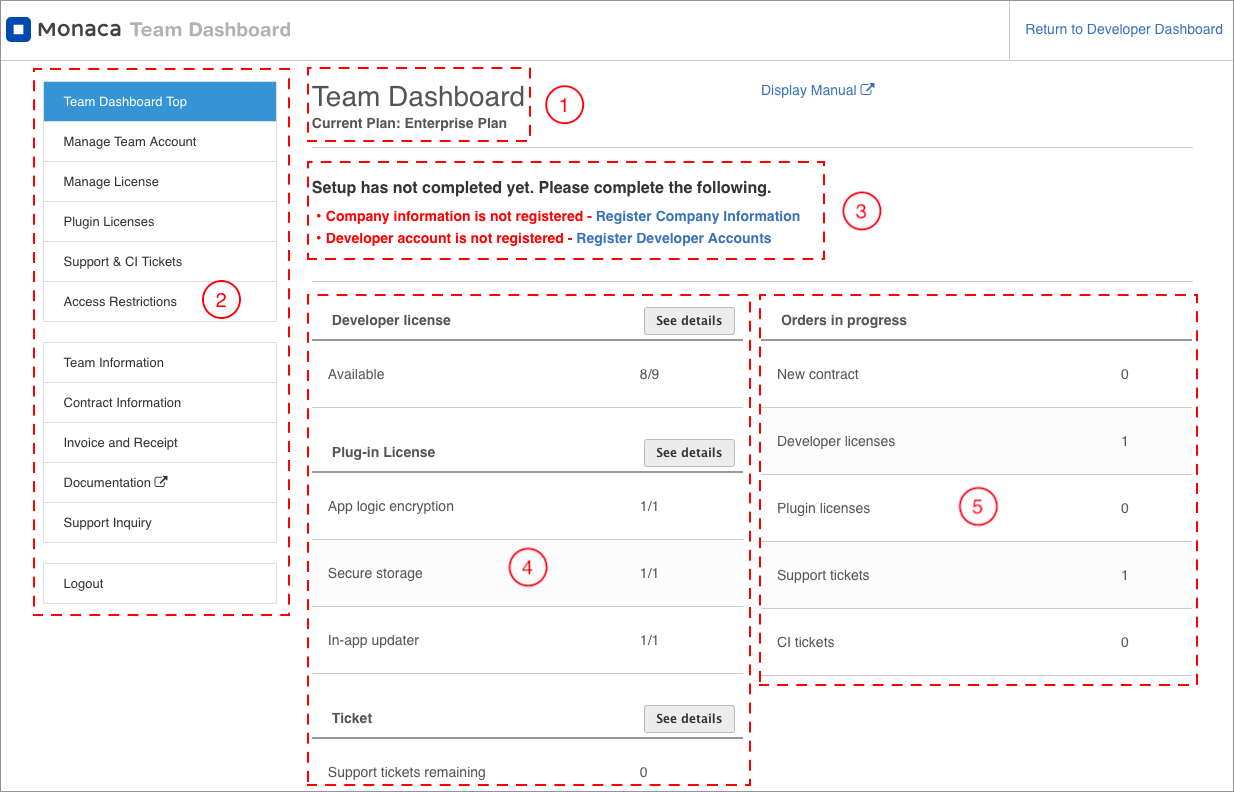 Monaca Team Dashboard
Return to Developer Dashboard
Team Dashboard Top
Manage Team Account
Manage License
Plugin Licenses
Support & CI Tickets
Access Restrictions
2
Team Information
Contract Information
Invoice and Receipt
Documentation
Support Inquiry
Logout
Team Dashboard
Current Plan: Enterprise Plan
1
Display Manual
Setup has not completed yet. Please complete the following.
• Company information is not registered - Register Company Information
• Developer account is not registered - Register Developer Accounts
3
Developer license See details
Available 8/9
Plug-in License See details
App logic encryption 1/1
4
Secure storage 1/1
In-app updater 1/1
Ticket See details
Support tickets remaining 0
Orders in progress
New contract 0
Developer licenses 1
Plugin licenses 5 0
Support tickets 1
CI tickets 0